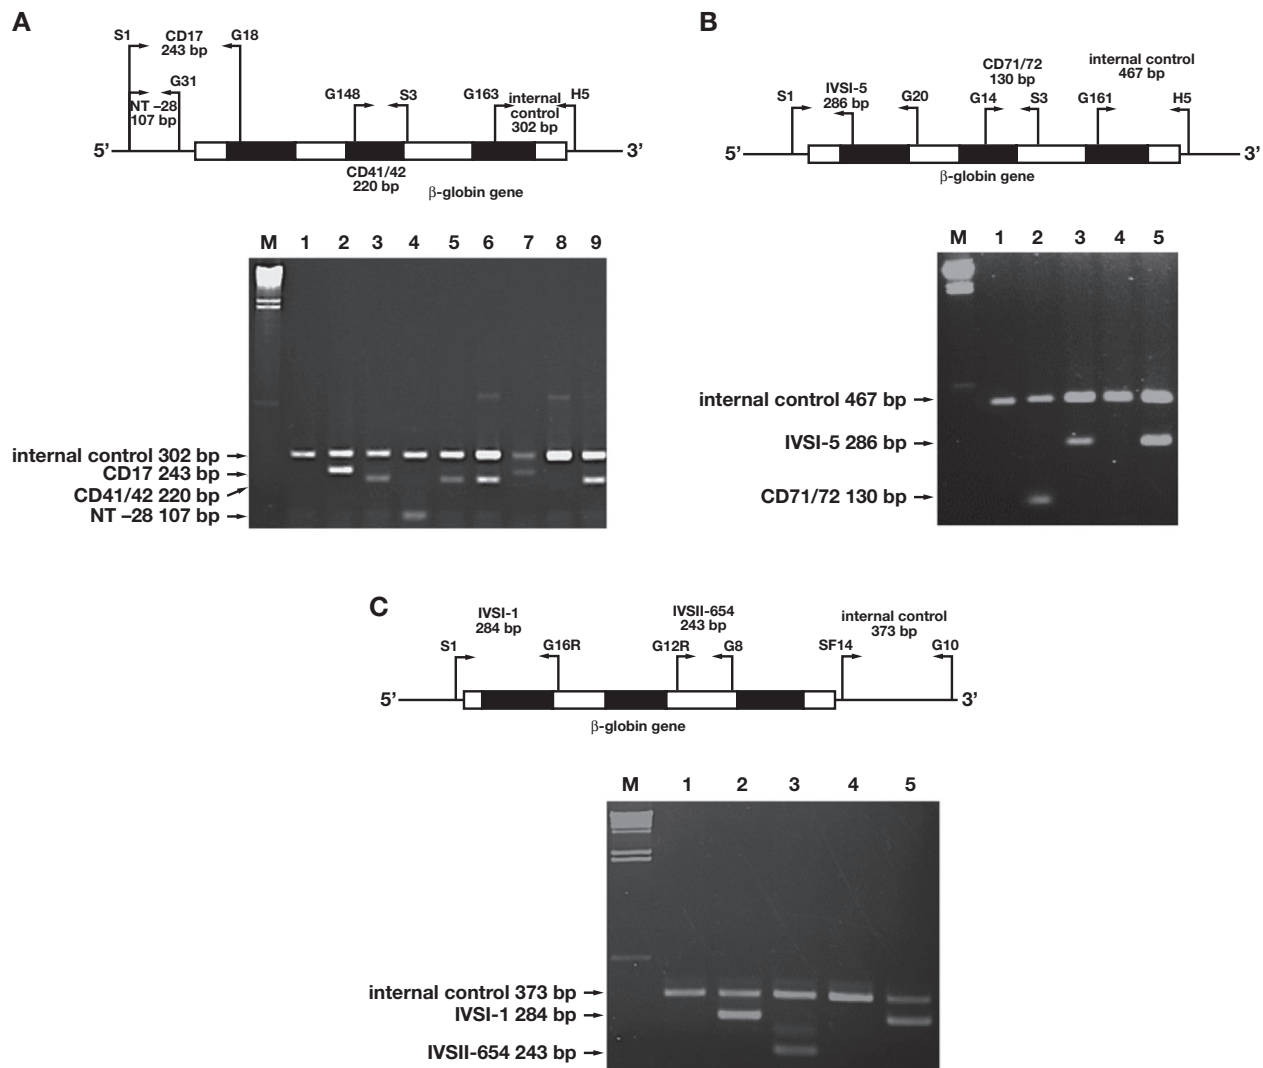 A
S1 CD17 G18
243 bp
G31
NT –28
107 bp
G148 S3 G163 internal H5
control
302 bp
5’ 3’
CD41/42
220 bp
β-globin gene
M 1 2 3 4 5 6 7 8 9
internal control 302 bp
CD17 243 bp
CD41/42 220 bp
NT –28 107 bp
B
internal control
467 bp
CD71/72
130 bp
IVSI-5
286 bp
S1 G20 G14 S3 G161 H5
5’ 3’
β-globin gene
M 1 2 3 4 5
internal control 467 bp
IVSI-5 286 bp
CD71/72 130 bp
C
IVSI-1
284 bp
IVSII-654
243 bp
internal control
373 bp
S1 G16R G12R G8 SF14 G10
5’ 3’
β-globin gene
M 1 2 3 4 5
internal control 373 bp
IVSI-1 284 bp
IVSII-654 243 bp